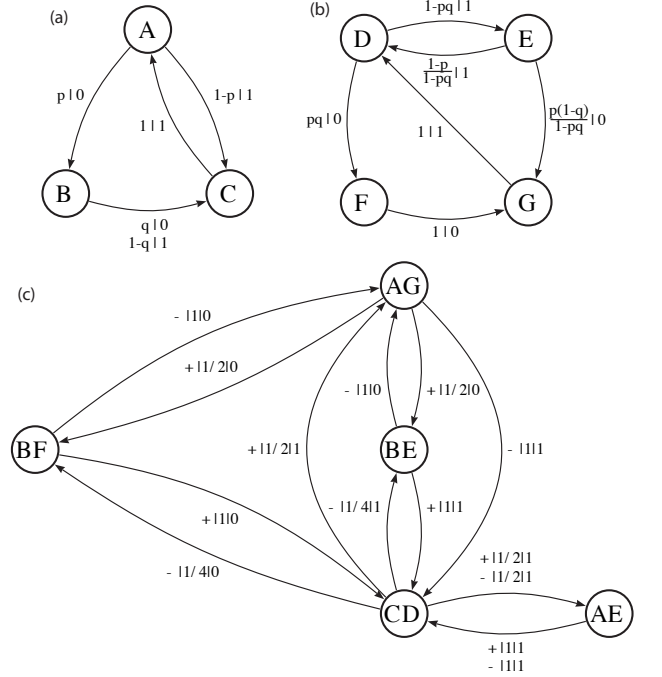 (a)
A
p | 0
1-p | 1
1 | 1
B
C
q | 0
1-q | 1
(b)
1-pq | 1
D
E
1-p
1-pq | 1
pq | 0
1 | 1
p(1-q)
1-pq | 0
F
G
1 | 0
(c)
AG
- |1|0
+ |1/2|0
- |1|0
+ |1/2|0
BF
BE
+ |1/2|1
- |1|1
- |1/4|1
+ |1|1
+ |1|0
- |1/4|0
+ |1/2|1
- |1/2|1
CD
AE
+ |1|1
- |1|1